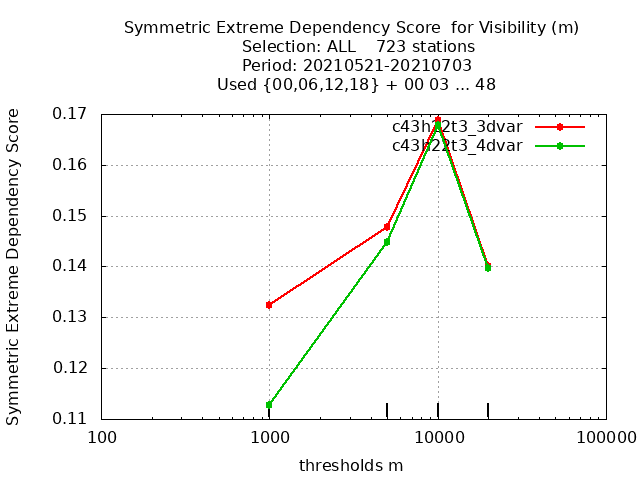 Symmetric Extreme Dependency Score  for Visibility (m)
Selection: ALL    723 stations
Period: 20210521-20210703
Used {00,06,12,18} + 00 03 ... 48
Symmetric Extreme Dependency Score
0.17
0.16
0.15
0.14
0.13
0.12
0.11
c43h22t3_3dvar
c43h22t3_4dvar
100
1000
10000
100000
thresholds m